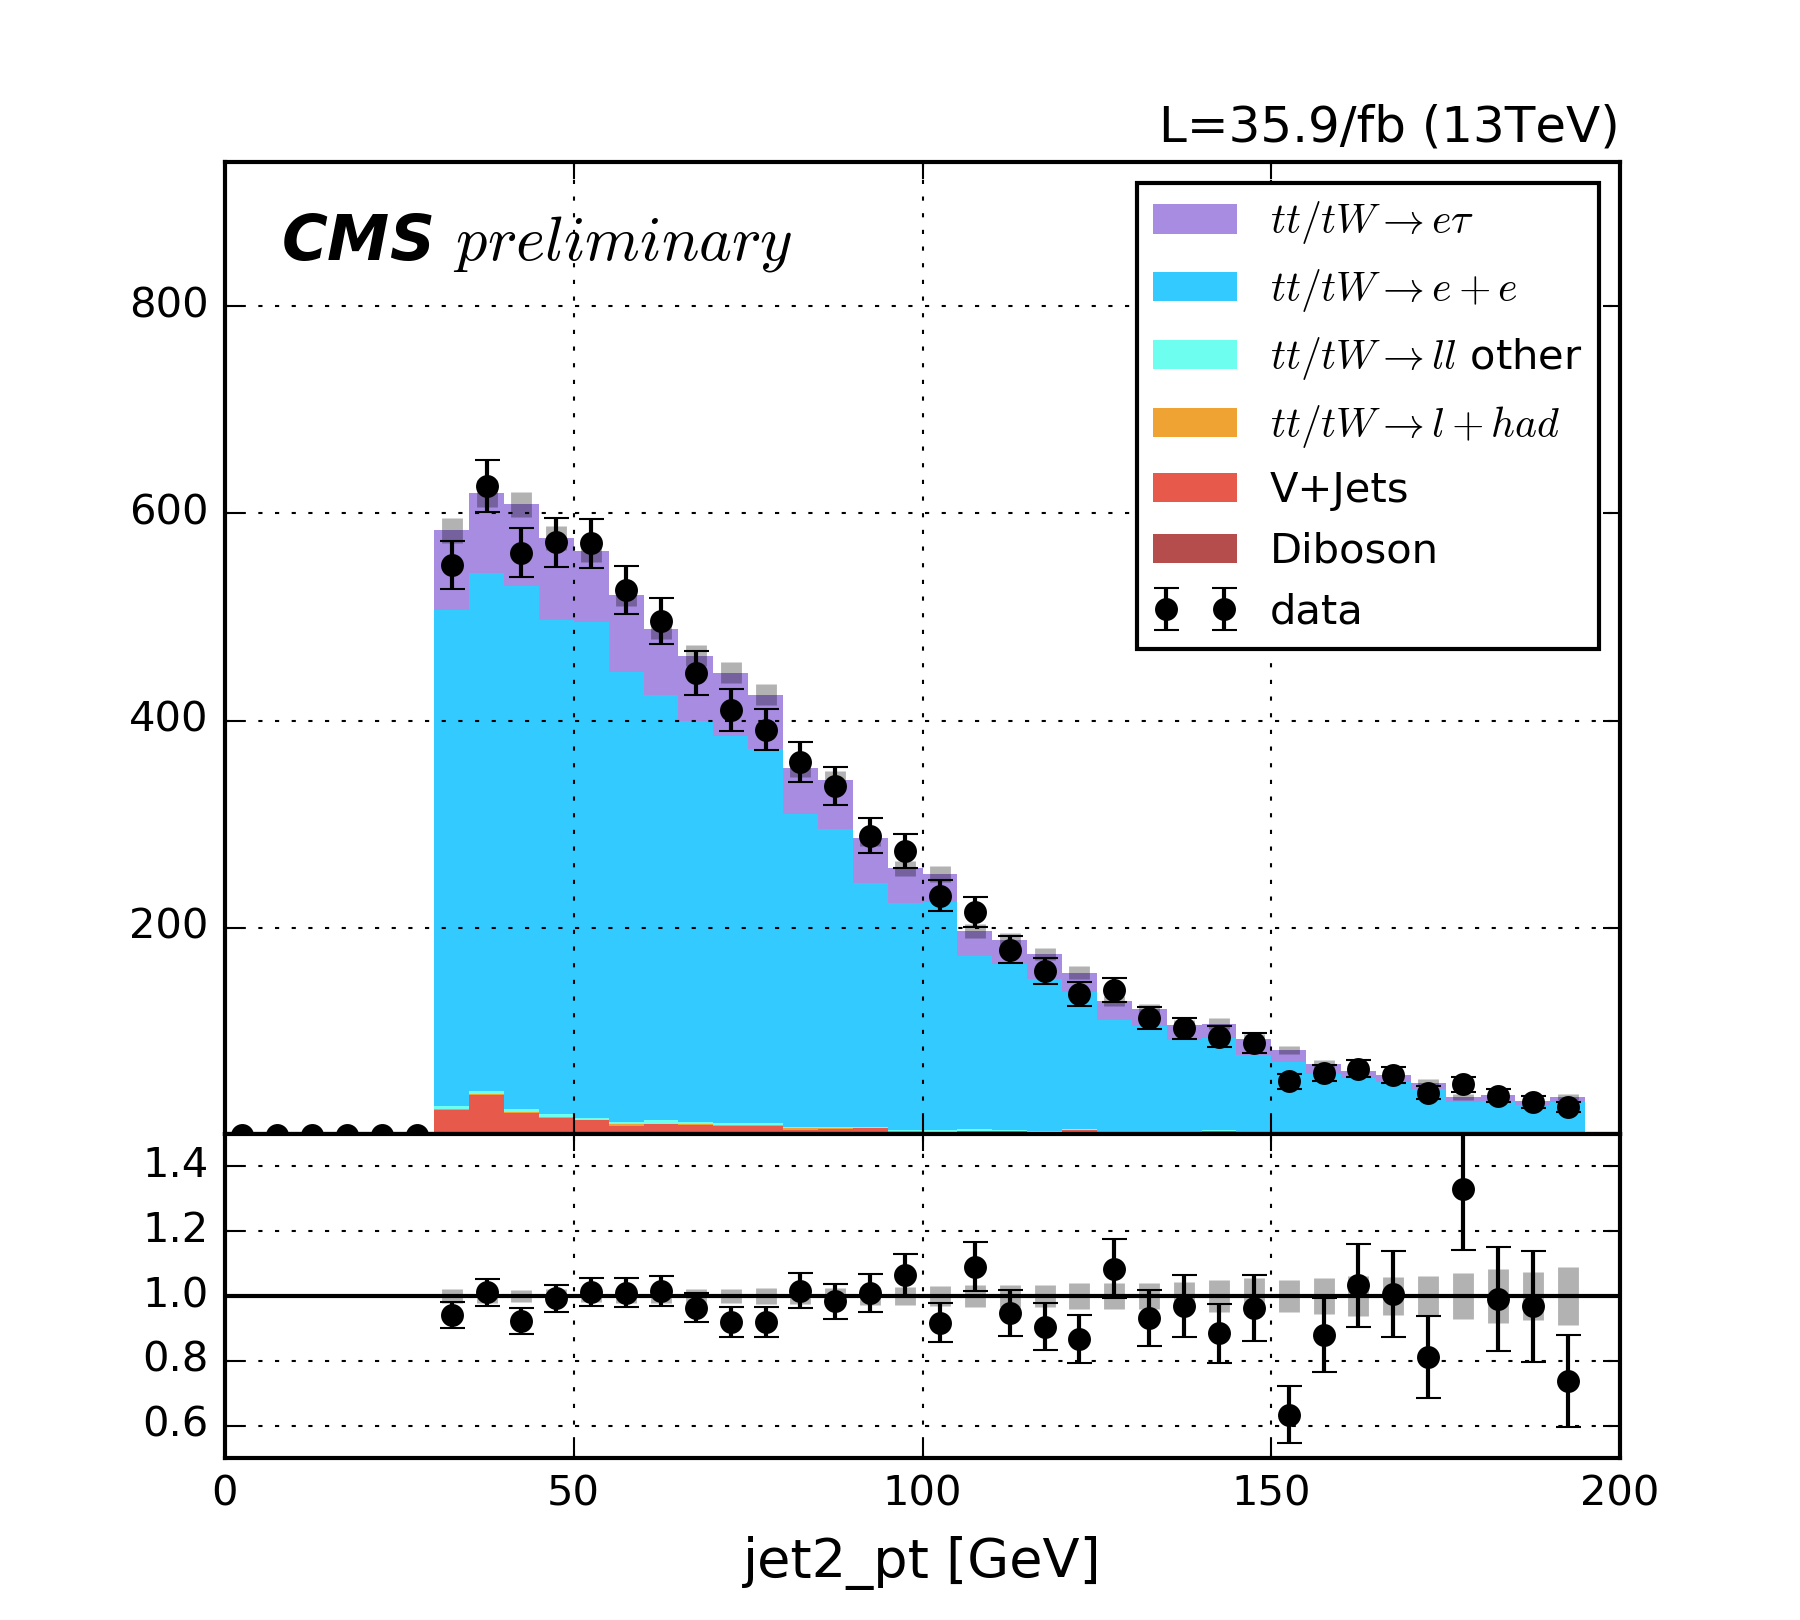 L=35.9/fb (13TeV)
CMS preliminary
tt/tW→eτ
tt/tW→e+e
tt/tW→ll other
tt/tW→l+had
V+Jets
Diboson
data
800
600
400
200
1.4
1.2
1.0
0.8
0.6
0 50 100 150 200
jet2_pt [GeV]